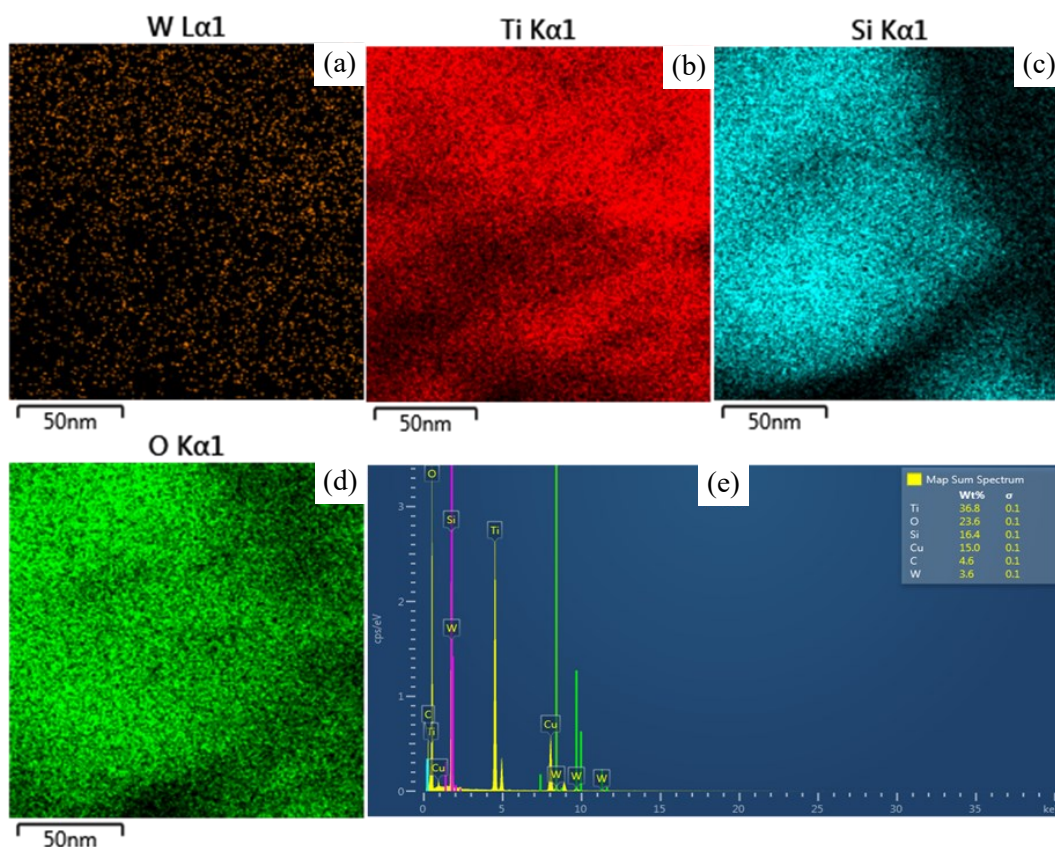 W Lα1
(a)
50nm
Ti Kα1
(b)
50nm
Si Kα1
(c)
50nm
O Kα1
(d)
50nm
(e)
Map Sum Spectrum
Wt% σ
Ti 36.8 0.1
O 23.6 0.1
Si 16.4 0.1
Cu 15.0 0.1
C 4.6 0.1
W 3.6 0.1
cps/eV
3
2
1
0
O
Si
Ti
W
C
Ti
Cu
Cu
W
W
W
0 5 10 15 20 25 30 35 ke